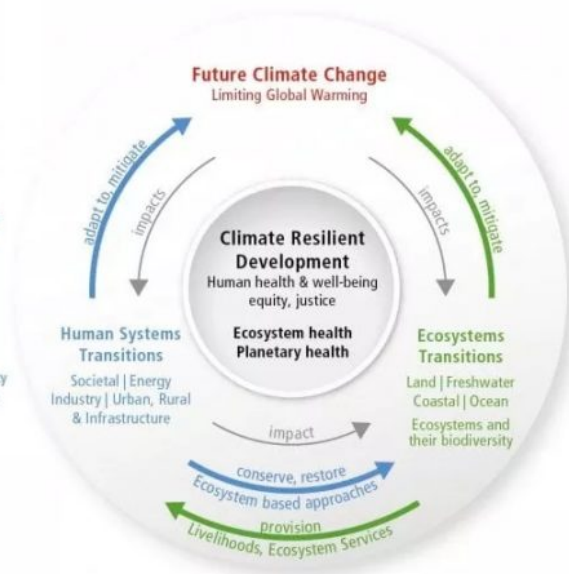 Future Climate Change
Limiting Global Warming
adapt to, mitigate
impacts
impacts
adapt to, mitigate
Climate Resilient
Development
Human health & well-being
equity, justice
Ecosystem health
Planetary health
Human Systems
Transitions
Societal | Energy
Industry | Urban, Rural
& Infrastructure
Ecosystems
Transitions
Land | Freshwater
Coastal | Ocean
Ecosystems and
their biodiversity
impact
conserve, restore
Ecosystem based approaches
provision
Livelihoods, Ecosystem Services